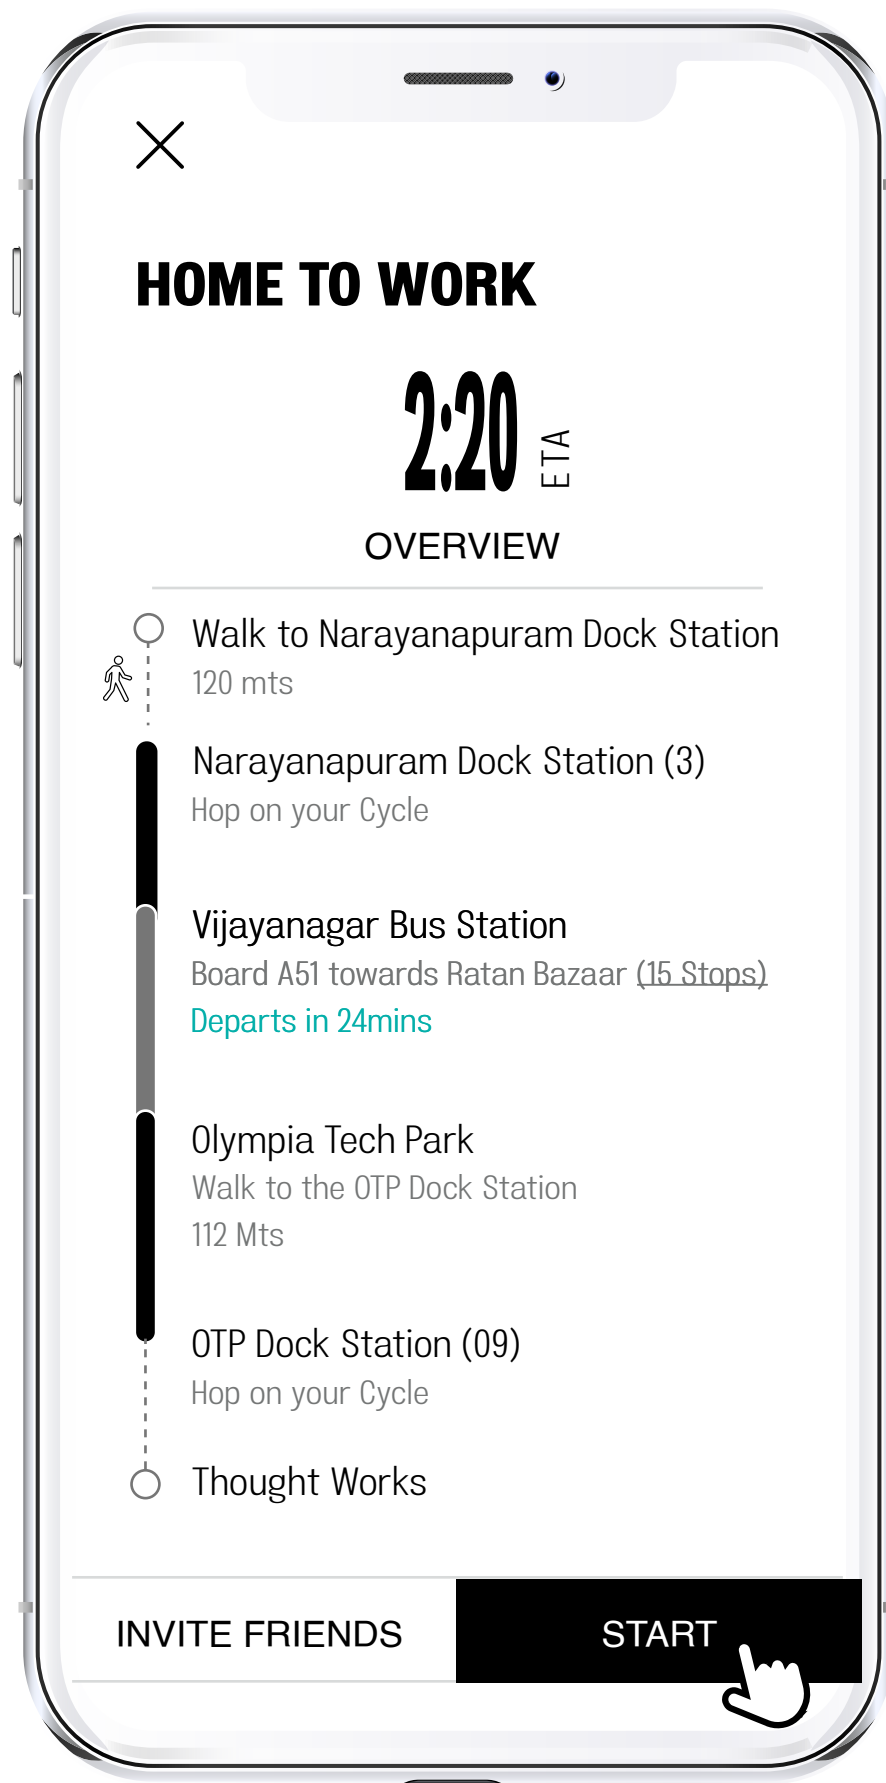 HOME TO WORK
2:20 ETA
OVERVIEW
Walk to Narayanapuram Dock Station
120 mts
Narayanapuram Dock Station (3)
Hop on your Cycle
Vijayanagar Bus Station
Board A51 towards Ratan Bazaar (15 Stops)
Departs in 24mins
Olympia Tech Park
Walk to the OTP Dock Station
112 Mts
OTP Dock Station (09)
Hop on your Cycle
Thought Works
INVITE FRIENDS
START